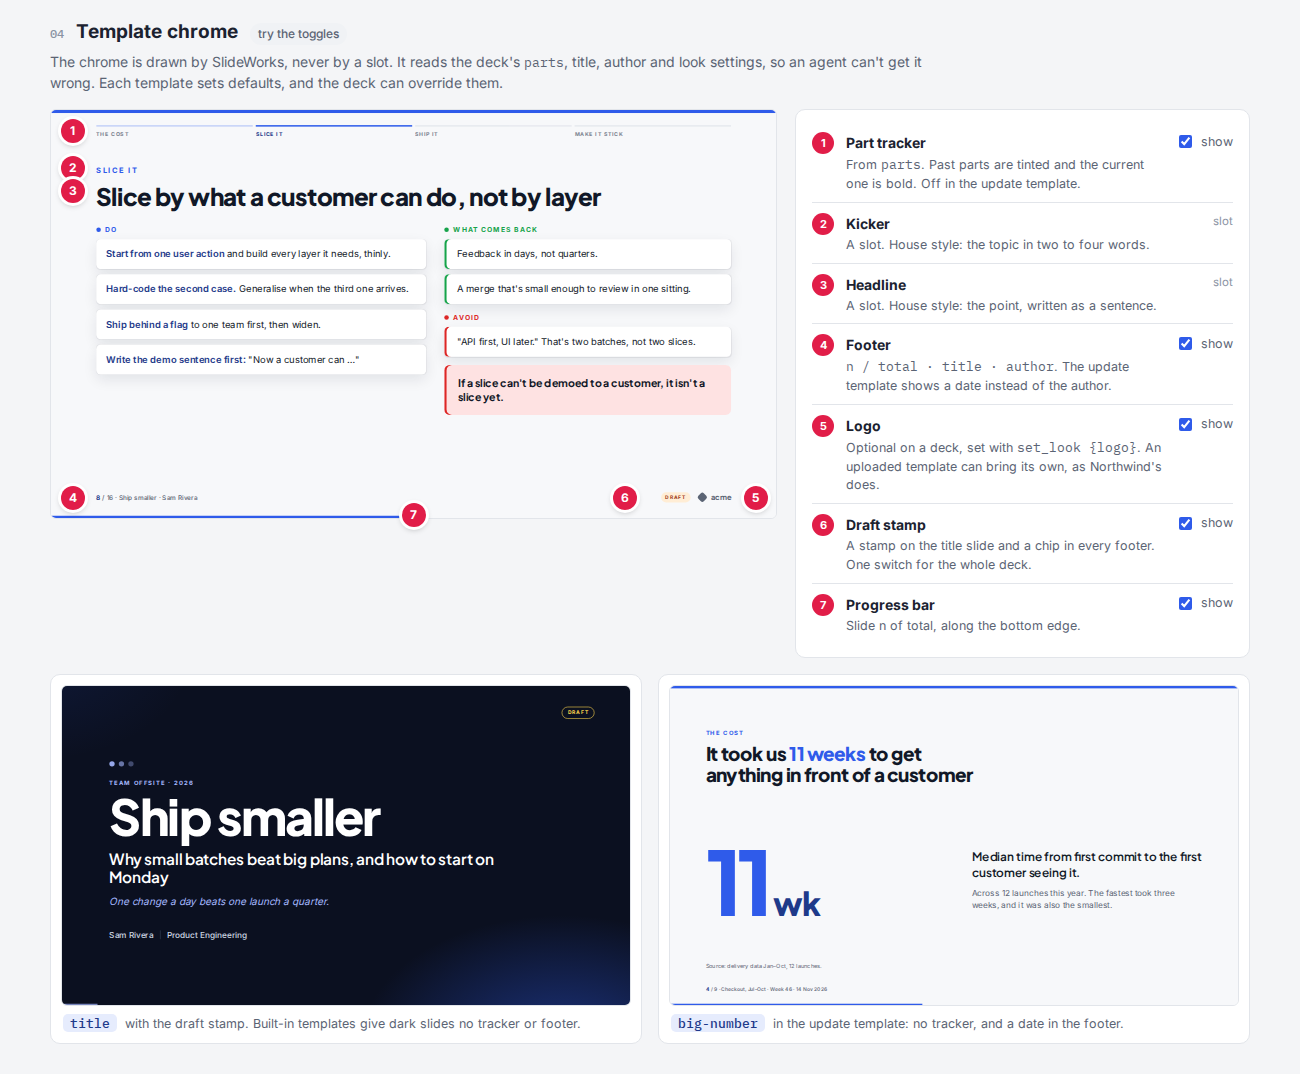 04 Template chrome try the toggles
The chrome is drawn by SlideWorks, never by a slot. It reads the deck's parts, title, author and look settings, so an agent can't get it
wrong. Each template sets defaults, and the deck can override them.
1
THE COST
SLICE IT
SHIP IT
MAKE IT STICK
2
SLICE IT
3
Slice by what a customer can do, not by layer
DO
Start from one user action and build every layer it needs, thinly.
Hard-code the second case. Generalise when the third one arrives.
Ship behind a flag to one team first, then widen.
Write the demo sentence first: "Now a customer can ..."
WHAT COMES BACK
Feedback in days, not quarters.
A merge that's small enough to review in one sitting.
AVOID
"API first, UI later." That's two batches, not two slices.
If a slice can't be demoed to a customer, it isn't a
slice yet.
4
8 / 16 · Ship smaller · Sam Rivera
6
DRAFT
acme
5
7
1 Part tracker show
From parts. Past parts are tinted and the current
one is bold. Off in the update template.
2 Kicker slot
A slot. House style: the topic in two to four words.
3 Headline slot
A slot. House style: the point, written as a sentence.
4 Footer show
n / total · title · author. The update
template shows a date instead of the author.
5 Logo show
Optional on a deck, set with set_look {logo}. An
uploaded template can bring its own, as Northwind's
does.
6 Draft stamp show
A stamp on the title slide and a chip in every footer.
One switch for the whole deck.
7 Progress bar show
Slide n of total, along the bottom edge.
DRAFT
TEAM OFFSITE · 2026
Ship smaller
Why small batches beat big plans, and how to start on
Monday
One change a day beats one launch a quarter.
Sam Rivera | Product Engineering
title with the draft stamp. Built-in templates give dark slides no tracker or footer.
THE COST
It took us 11 weeks to get
anything in front of a customer
11 wk
Median time from first commit to the first
customer seeing it.
Across 12 launches this year. The fastest took three
weeks, and it was also the smallest.
Source: delivery data Jan–Oct, 12 launches.
4 / 9 · Checkout, Jul–Oct · Week 46 · 14 Nov 2026
big-number in the update template: no tracker, and a date in the footer.